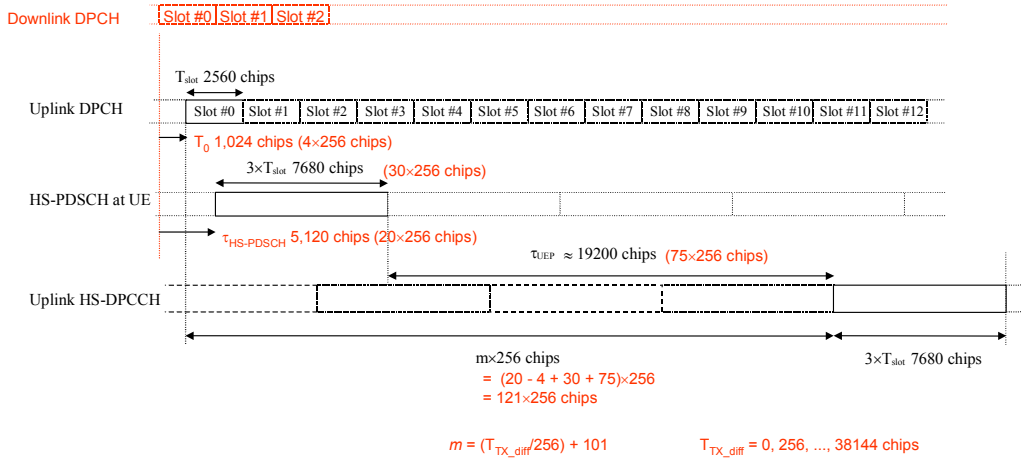 Downlink DPCH Slot #0 Slot #1 Slot #2
Tslot 2560 chips
Uplink DPCH Slot #0 Slot #1 Slot #2 Slot #3 Slot #4 Slot #5 Slot #6 Slot #7 Slot #8 Slot #9 Slot #10 Slot #11 Slot #12
T0 1,024 chips (4×256 chips)
3×Tslot 7680 chips (30×256 chips)
HS-PDSCH at UE
τHS-PDSCH 5,120 chips (20×256 chips)
τUEP ≈ 19200 chips (75×256 chips)
Uplink HS-DPCCH
m×256 chips 3×Tslot 7680 chips
= (20 - 4 + 30 + 75)×256
= 121×256 chips
m = (TTX_diff/256) + 101 TTX_diff = 0, 256, ..., 38144 chips